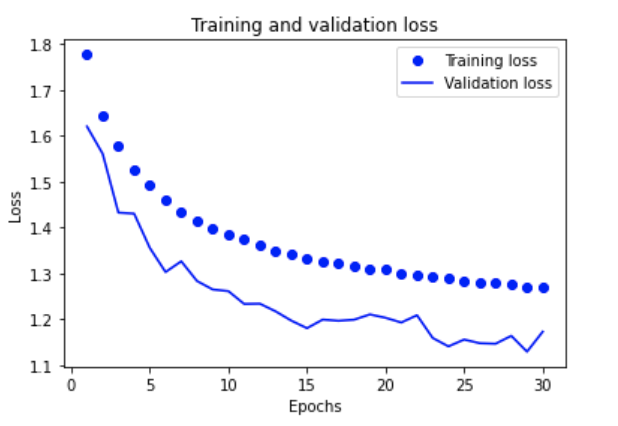 Training and validation loss
1.8
1.7
1.6
1.5
1.4
1.3
1.2
1.1
Loss
Training loss
Validation loss
0 5 10 15 20 25 30
Epochs